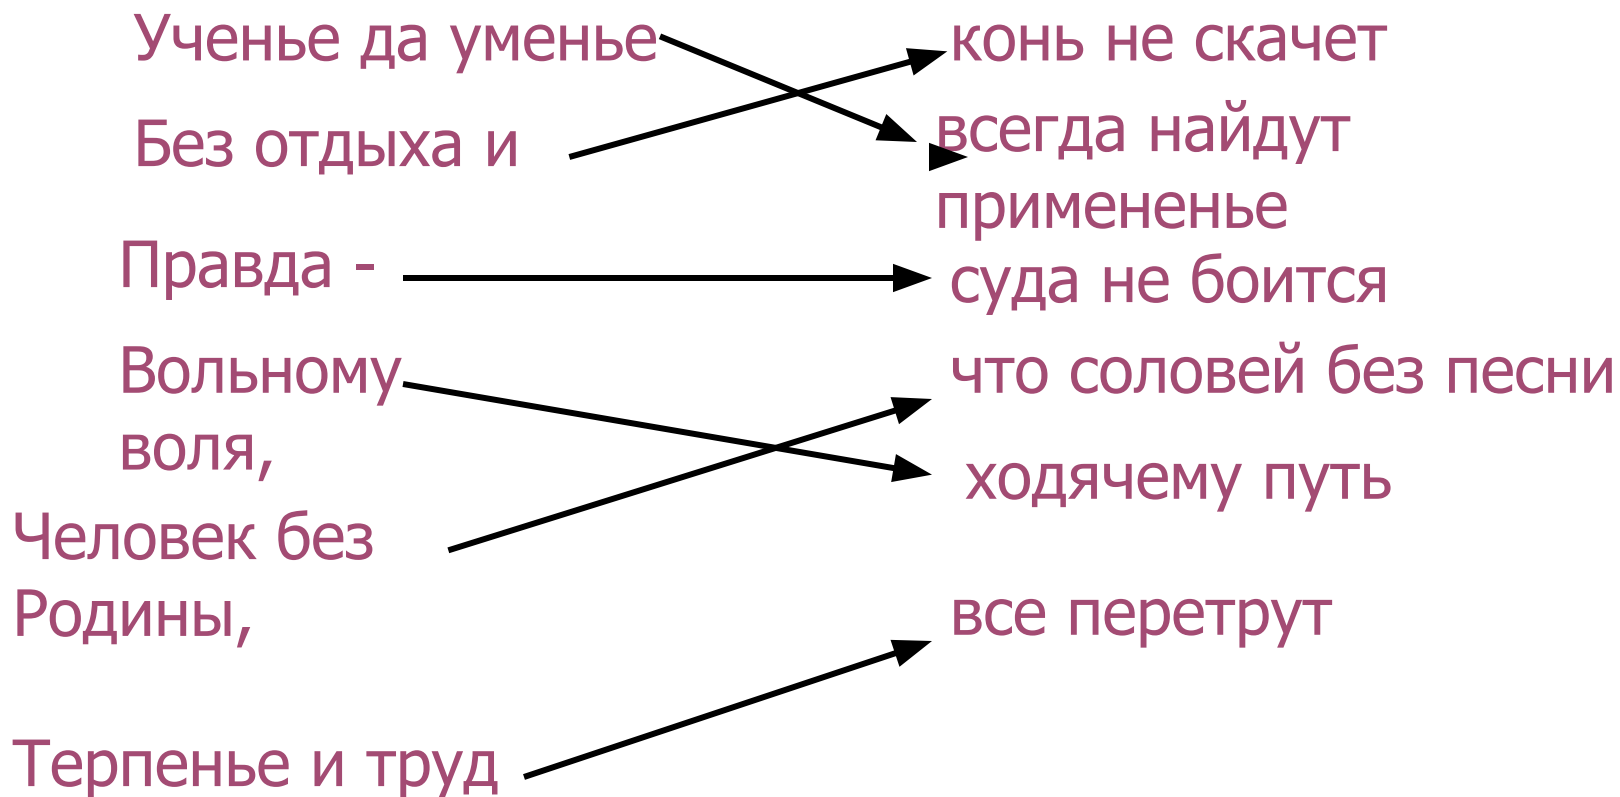 Ученье да уменье
Без отдыха и
Правда -
Вольному
воля,
Человек без
Родины,
Терпенье и труд
конь не скачет
всегда найдут
примененье
суда не боится
что соловей без песни
ходячему путь
все перетрут